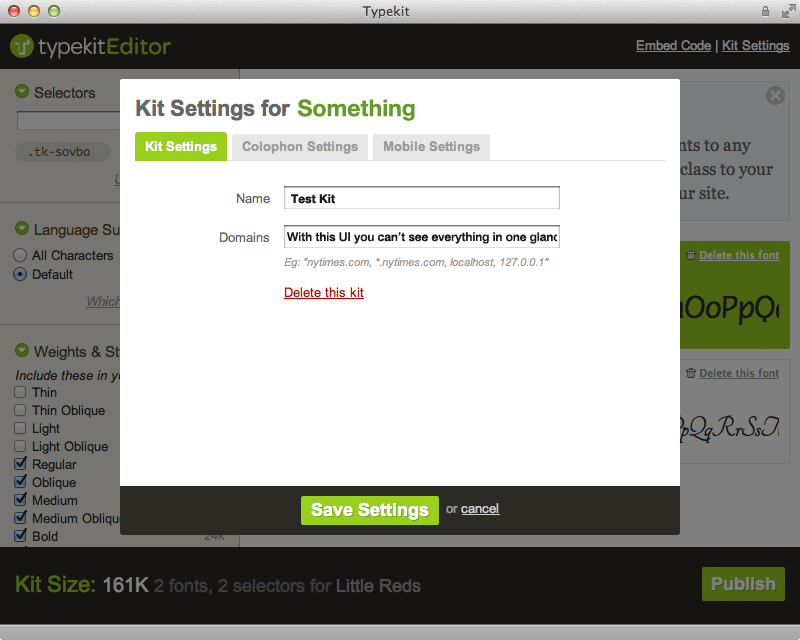 Typekit
typekitEditor
Embed Code | Kit Settings
Selectors
.tk-sovba
Language Su
All Characters
Default
Which
Weights & St
Include these in yo
Thin
Thin Oblique
Light
Light Oblique
Regular
Oblique
Medium
Medium Obliqu
Bold
24K
Kit Settings for Something
Kit Settings
Colophon Settings
Mobile Settings
Name
Test Kit
Domains
With this UI you can't see everything in one glanc
Eg: "nytimes.com, *.nytimes.com, localhost, 127.0.0.1"
Delete this kit
Save Settings or cancel
nts to any
class to your
ur site.
Delete this font
nOoPpQq
Delete this font
pQqRrSsTt
Kit Size: 161K 2 fonts, 2 selectors for Little Reds
Publish